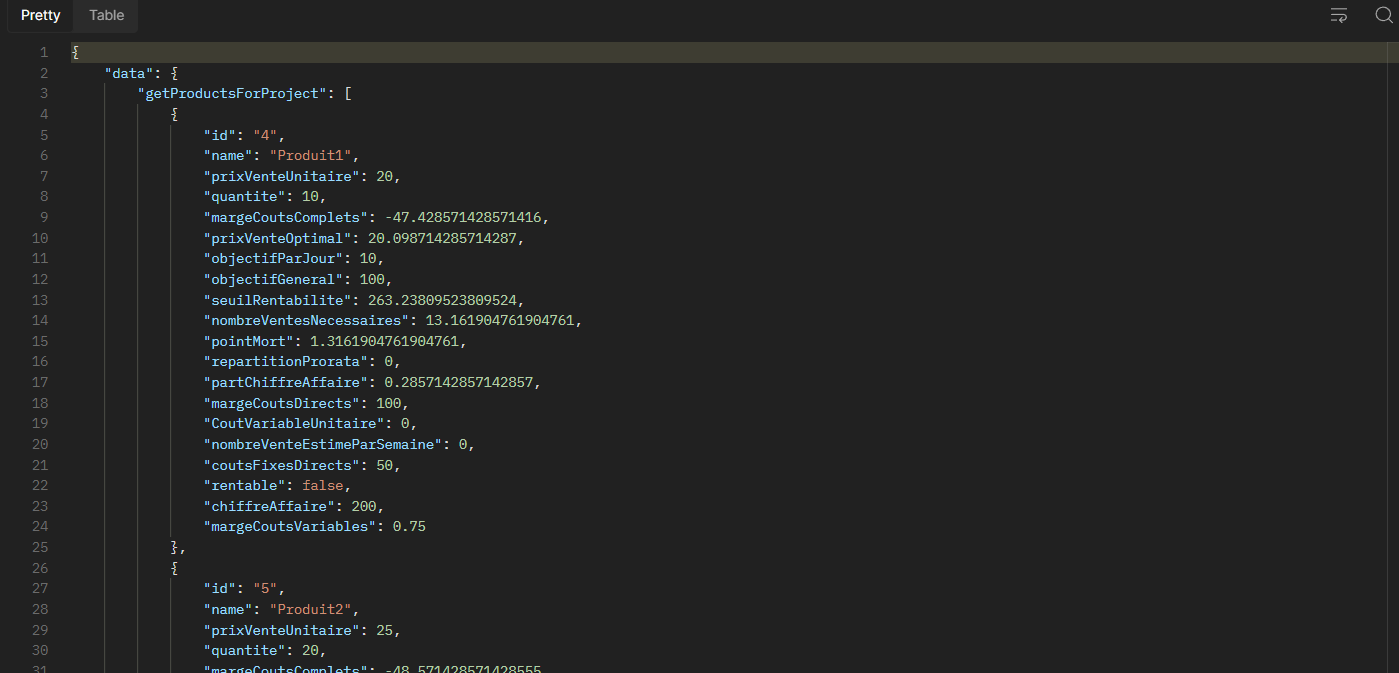 Pretty Table
1 {
2 "data": {
3 "getProductsForProject": [
4 {
5 "id": "4",
6 "name": "Produit1",
7 "prixVenteUnitaire": 20,
8 "quantite": 10,
9 "margeCoutsComplets": -47.428571428571416,
10 "prixVenteOptimal": 20.098714285714287,
11 "objectifParJour": 10,
12 "objectifGeneral": 100,
13 "seuilRentabilite": 263.23809523809524,
14 "nombreVentesNecessaires": 13.161904761904761,
15 "pointMort": 1.3161904761904761,
16 "repartitionProrata": 0,
17 "partChiffreAffaire": 0.2857142857142857,
18 "margeCoutsDirects": 100,
19 "CoutVariableUnitaire": 0,
20 "nombreVenteEstimeParSemaine": 0,
21 "coutsFixesDirects": 50,
22 "rentable": false,
23 "chiffreAffaire": 200,
24 "margeCoutsVariables": 0.75
25 },
26 {
27 "id": "5",
28 "name": "Produit2",
29 "prixVenteUnitaire": 25,
30 "quantite": 20,
31 "margeCoutsComplets": -48.571428571428555